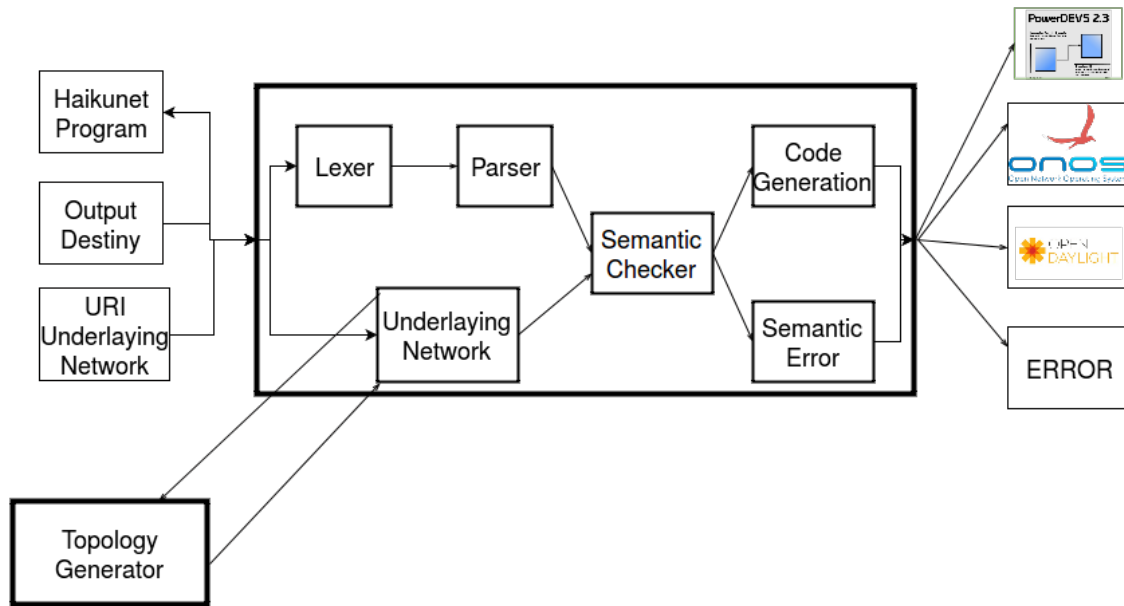 PowerDEVS 2.3
Haikunet
Program
Output
Destiny
URI
Underlaying
Network
Lexer
Parser
Underlaying
Network
Semantic
Checker
Code
Generation
Semantic
Error
onos
Open Network Operating System
OPEN
DAYLIGHT
ERROR
Topology
Generator